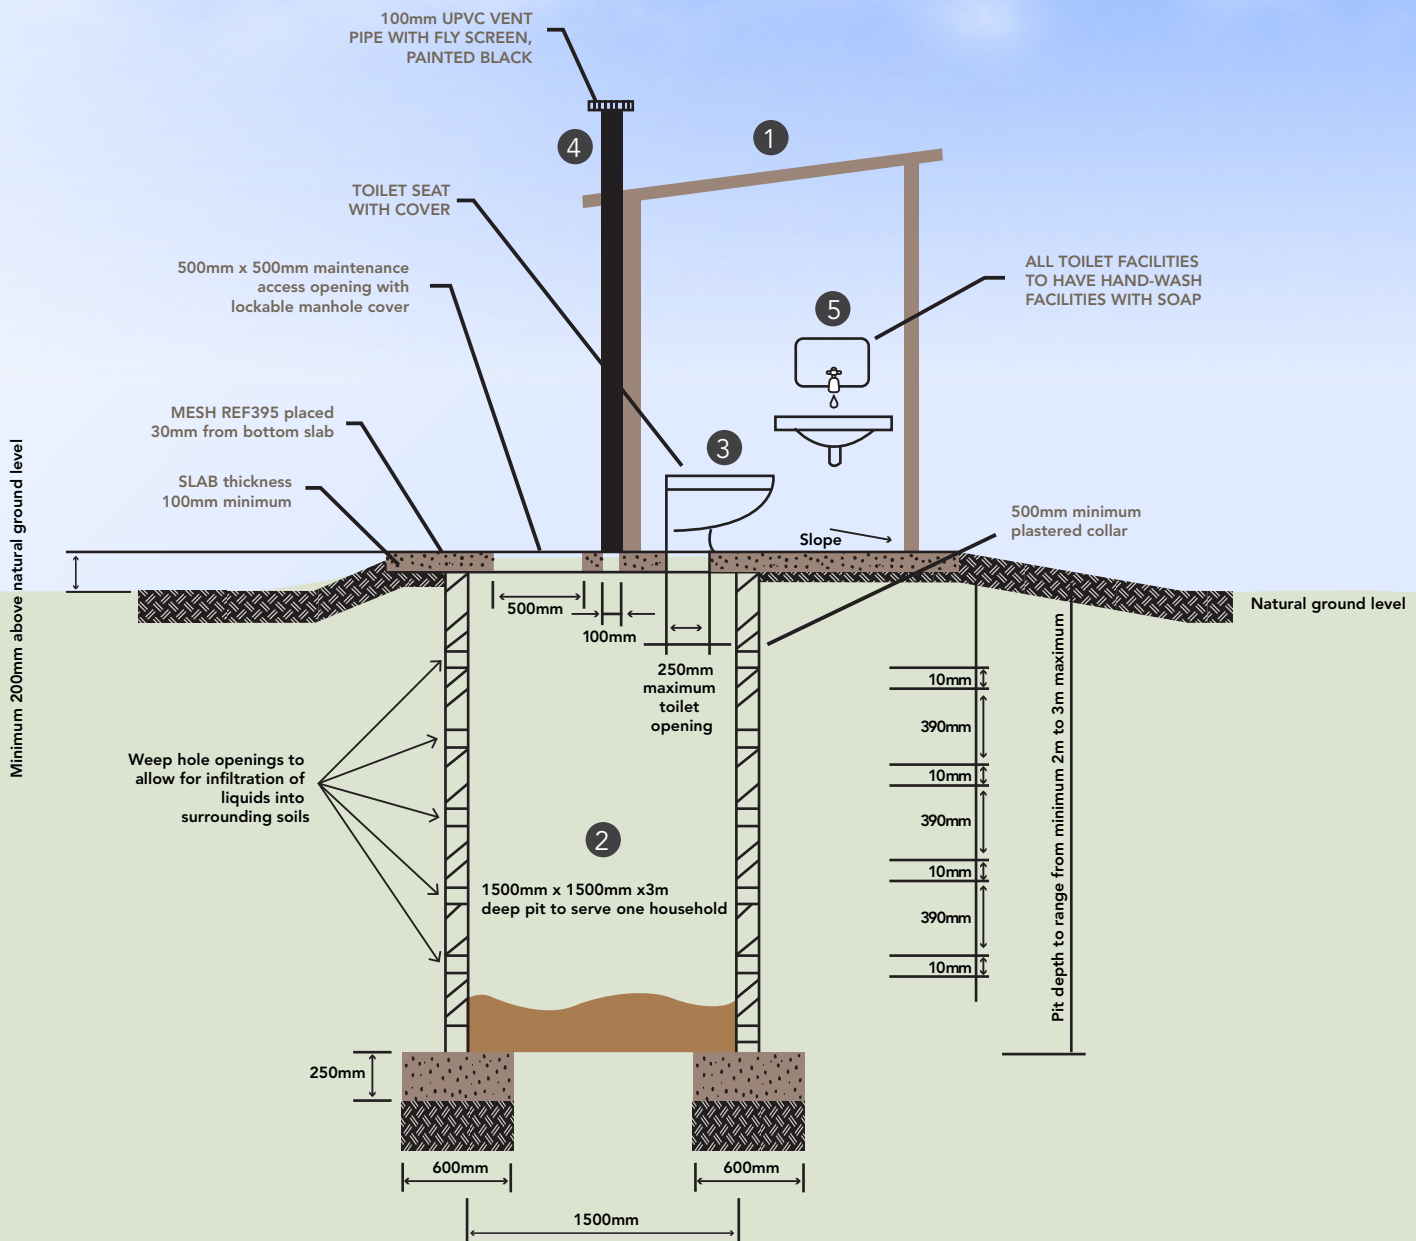 100mm UPVC VENT
PIPE WITH FLY SCREEN,
PAINTED BLACK
4
1
TOILET SEAT
WITH COVER
500mm x 500mm maintenance
access opening with
lockable manhole cover
ALL TOILET FACILITIES
TO HAVE HAND-WASH
FACILITIES WITH SOAP
5
MESH REF395 placed
30mm from bottom slab
3
SLAB thickness
100mm minimum
500mm minimum
plastered collar
Slope
Minimum 200mm above natural ground level
Natural ground level
500mm
100mm
250mm
maximum
toilet
opening
10mm
390mm
10mm
390mm
10mm
390mm
10mm
Pit depth to range from minimum 2m to 3m maximum
Weep hole openings to
allow for infiltration of
liquids into
surrounding soils
2
1500mm x 1500mm x3m
deep pit to serve one household
250mm
600mm
600mm
1500mm